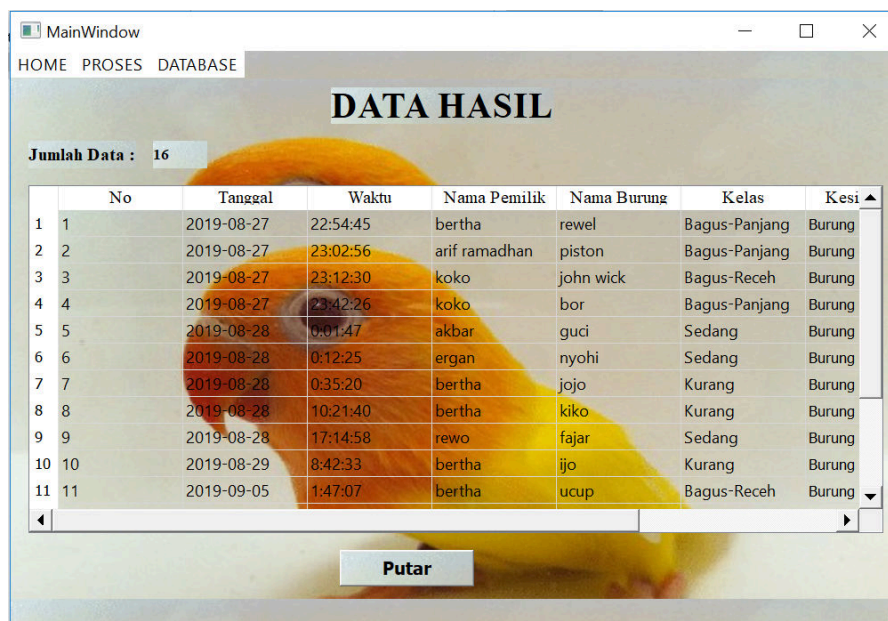 MainWindow
HOME PROSES DATABASE
DATA HASIL
Jumlah Data : 16
No Tanggal Waktu Nama Pemilik Nama Burung Kelas Kesi
1 1 2019-08-27 22:54:45 bertha rewel Bagus-Panjang Burung
2 2 2019-08-27 23:02:56 arif ramadhan piston Bagus-Panjang Burung
3 3 2019-08-27 23:12:30 koko john wick Bagus-Receh Burung
4 4 2019-08-27 23:42:26 koko bor Bagus-Panjang Burung
5 5 2019-08-28 0:01:47 akbar guci Sedang Burung
6 6 2019-08-28 0:12:25 ergan nyohi Sedang Burung
7 7 2019-08-28 0:35:20 bertha jojo Kurang Burung
8 8 2019-08-28 10:21:40 bertha kiko Kurang Burung
9 9 2019-08-28 17:14:58 rewo fajar Sedang Burung
10 10 2019-08-29 8:42:33 bertha ijo Kurang Burung
11 11 2019-09-05 1:47:07 bertha ucup Bagus-Receh Burung
Putar